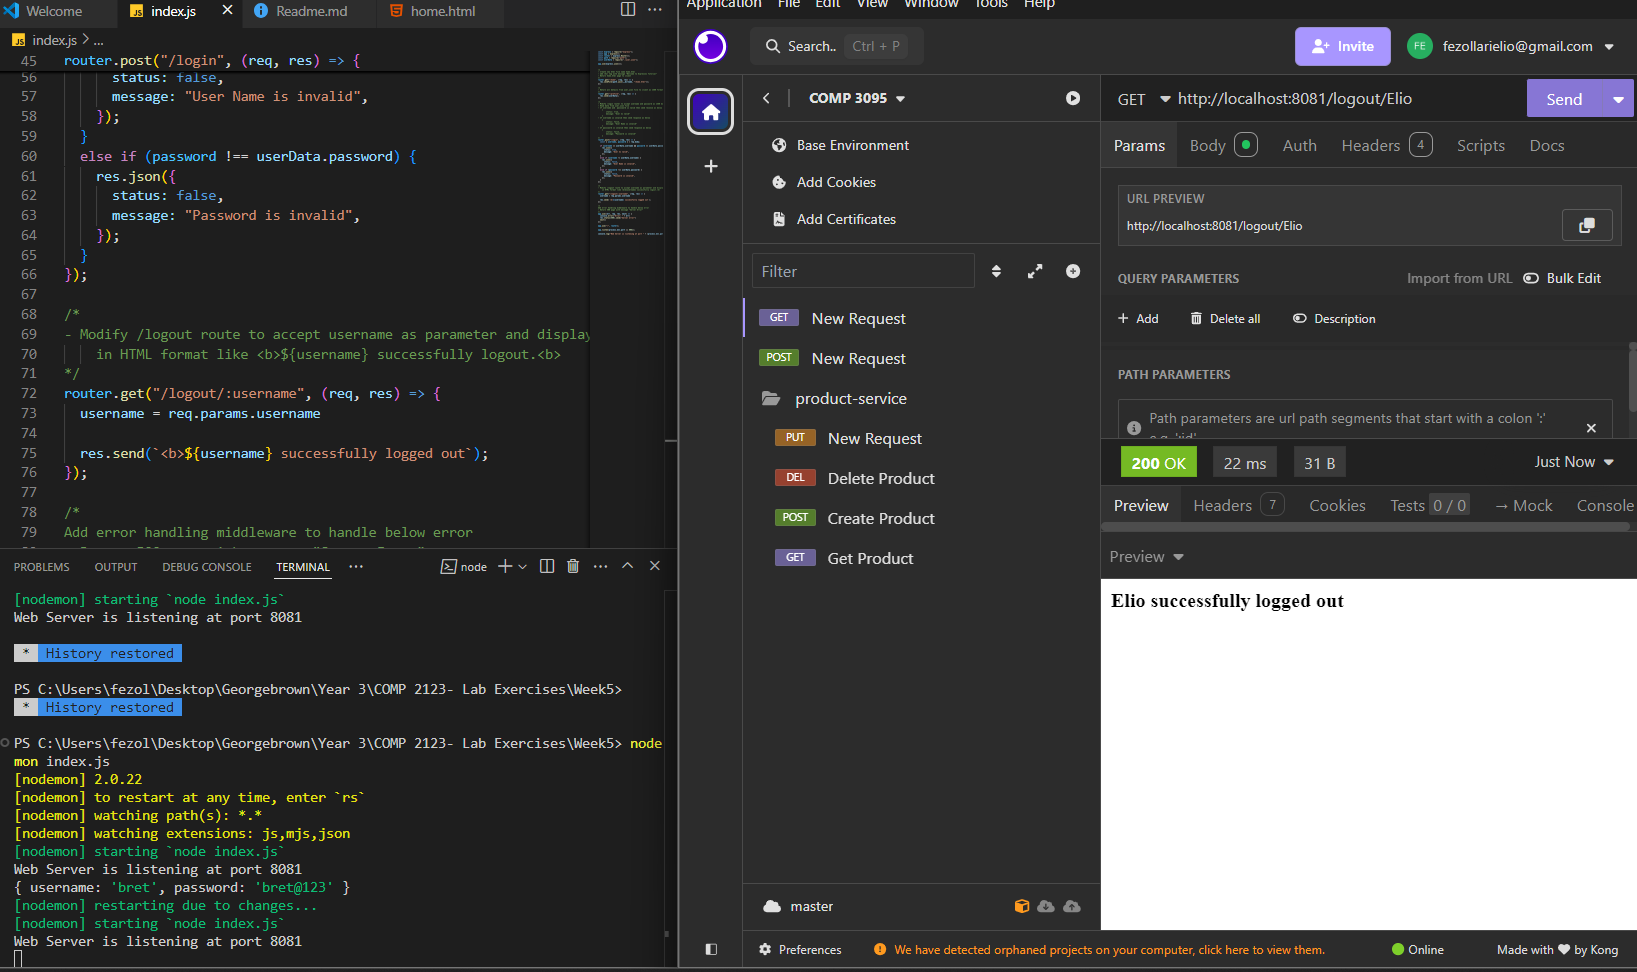 Welcome
JS index.js
Readme.md
home.html
JS index.js > ...
45 router.post("/login", (req, res) => {
56 status: false,
57 message: "User Name is invalid",
58 });
59 }
60 else if (password !== userData.password) {
61 res.json({
62 status: false,
63 message: "Password is invalid",
64 });
65 }
66 });
67
68 /*
69 - Modify /logout route to accept username as parameter and display
70 in HTML format like <b>${username} successfully logout.<b>
71 */
72 router.get("/logout/:username", (req, res) => {
73 username = req.params.username
74
75 res.send(`<b>${username} successfully logged out`);
76 });
77
78 /*
79 Add error handling middleware to handle below error
PROBLEMS OUTPUT DEBUG CONSOLE TERMINAL ... node
[nodemon] starting `node index.js`
Web Server is listening at port 8081
* History restored
PS C:\Users\fezol\Desktop\Georgebrown\Year 3\COMP 2123- Lab Exercises\Week5>
* History restored
PS C:\Users\fezol\Desktop\Georgebrown\Year 3\COMP 2123- Lab Exercises\Week5> node
mon index.js
[nodemon] 2.0.22
[nodemon] to restart at any time, enter `rs`
[nodemon] watching path(s): *.*
[nodemon] watching extensions: js,mjs,json
[nodemon] starting `node index.js`
Web Server is listening at port 8081
{ username: 'bret', password: 'bret@123' }
[nodemon] restarting due to changes...
[nodemon] starting `node index.js`
Web Server is listening at port 8081
Application File Edit View Window Tools Help
Search.. Ctrl + P
Invite
FE fezollarielio@gmail.com
COMP 3095
Base Environment
Add Cookies
Add Certificates
Filter
GET New Request
POST New Request
product-service
PUT New Request
DEL Delete Product
POST Create Product
GET Get Product
master
GET http://localhost:8081/logout/Elio Send
Params Body Auth Headers 4 Scripts Docs
URL PREVIEW
http://localhost:8081/logout/Elio
QUERY PARAMETERS Import from URL Bulk Edit
+ Add Delete all Description
PATH PARAMETERS
Path parameters are url path segments that start with a colon ':'
e.g. ':id'
200 OK 22 ms 31 B Just Now
Preview Headers 7 Cookies Tests 0 / 0 → Mock Console
Preview
Elio successfully logged out
Preferences
We have detected orphaned projects on your computer, click here to view them.
Online
Made with ❤ by Kong